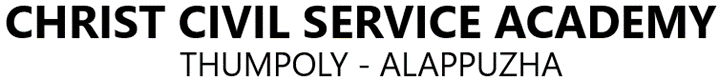 CHRIST CIVIL SERVICE ACADEMY
THUMPOLY - ALAPPUZHA